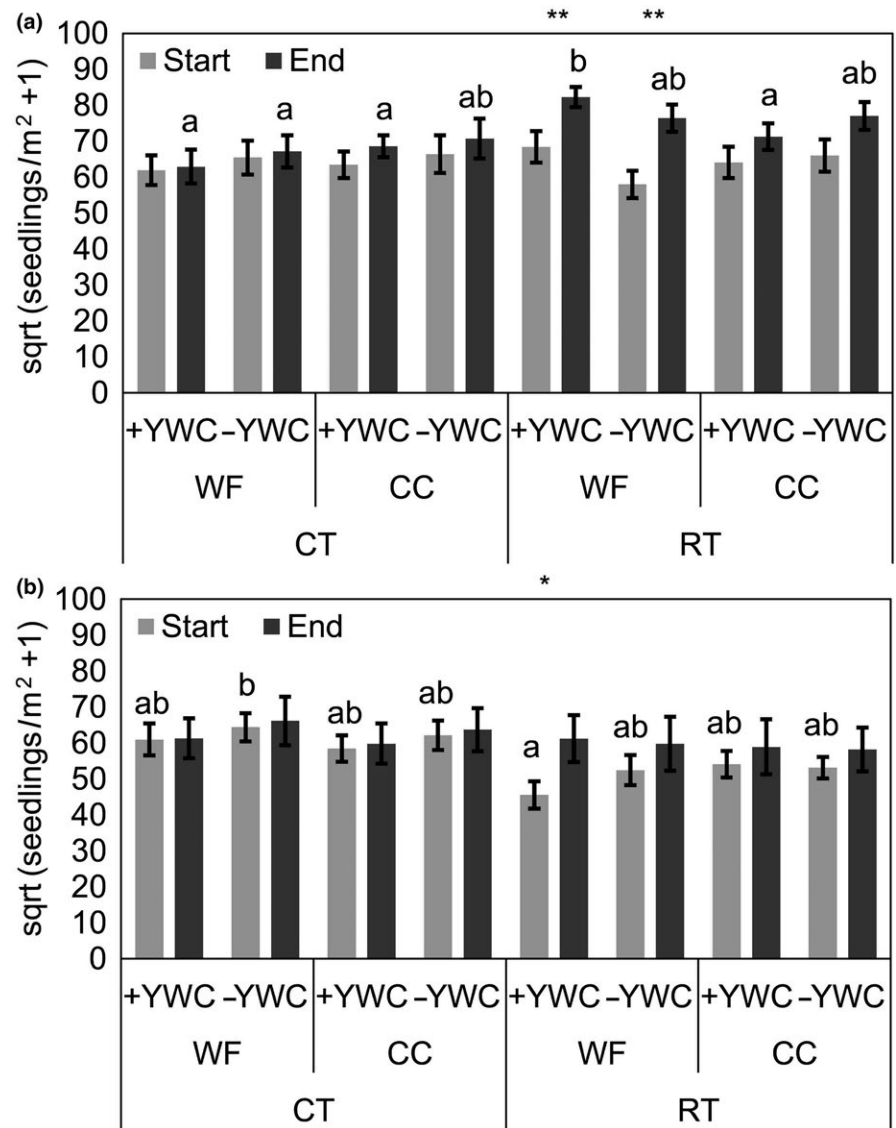 (a)
** **
100
Start End
90
80
70
60
50
40
30
20
10
0
a a a ab b ab a ab
sqrt (seedlings/m² +1)
+YWC –YWC +YWC –YWC +YWC –YWC +YWC –YWC
WF CC WF CC
CT RT
(b)
*
100
Start End
90
80
70
60
50
40
30
20
10
0
ab b ab ab a ab ab ab
sqrt (seedlings/m² +1)
+YWC –YWC +YWC –YWC +YWC –YWC +YWC –YWC
WF CC WF CC
CT RT